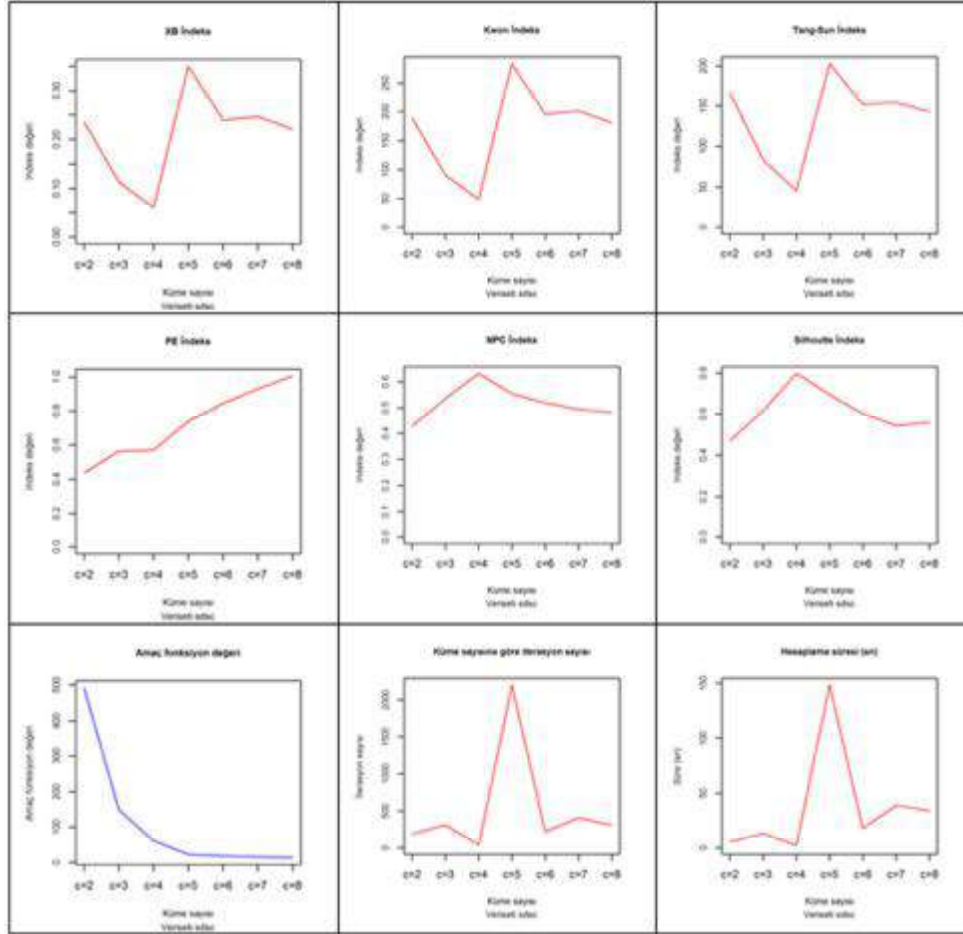 XB İndeks
İndeks değeri
0.00 0.10 0.20 0.30
c=2 c=3 c=4 c=5 c=6 c=7 c=8
Küme sayısı
Kwon İndeks
İndeks değeri
0 50 100 150 200 250
c=2 c=3 c=4 c=5 c=6 c=7 c=8
Küme sayısı
Tang-Sun İndeks
İndeks değeri
0 50 100 150 200
c=2 c=3 c=4 c=5 c=6 c=7 c=8
Küme sayısı
PE İndeks
İndeks değeri
0.0 0.2 0.4 0.6 0.8 1.0
c=2 c=3 c=4 c=5 c=6 c=7 c=8
Küme sayısı
MPC İndeks
İndeks değeri
0.0 0.1 0.2 0.3 0.4 0.5 0.6
c=2 c=3 c=4 c=5 c=6 c=7 c=8
Küme sayısı
Silhoutte İndeks
İndeks değeri
0.0 0.2 0.4 0.6 0.8
c=2 c=3 c=4 c=5 c=6 c=7 c=8
Küme sayısı
Amaç fonksiyon değeri
Amaç fonksiyon değeri
0 100 200 300 400 500
c=2 c=3 c=4 c=5 c=6 c=7 c=8
Küme sayısı
Küme sayısına göre iterasyon sayısı
İterasyon sayısı
0 500 1000 1500 2000
c=2 c=3 c=4 c=5 c=6 c=7 c=8
Küme sayısı
Hesaplama süresi (sn)
Süre (sn)
0 50 100 150
c=2 c=3 c=4 c=5 c=6 c=7 c=8
Küme sayısı